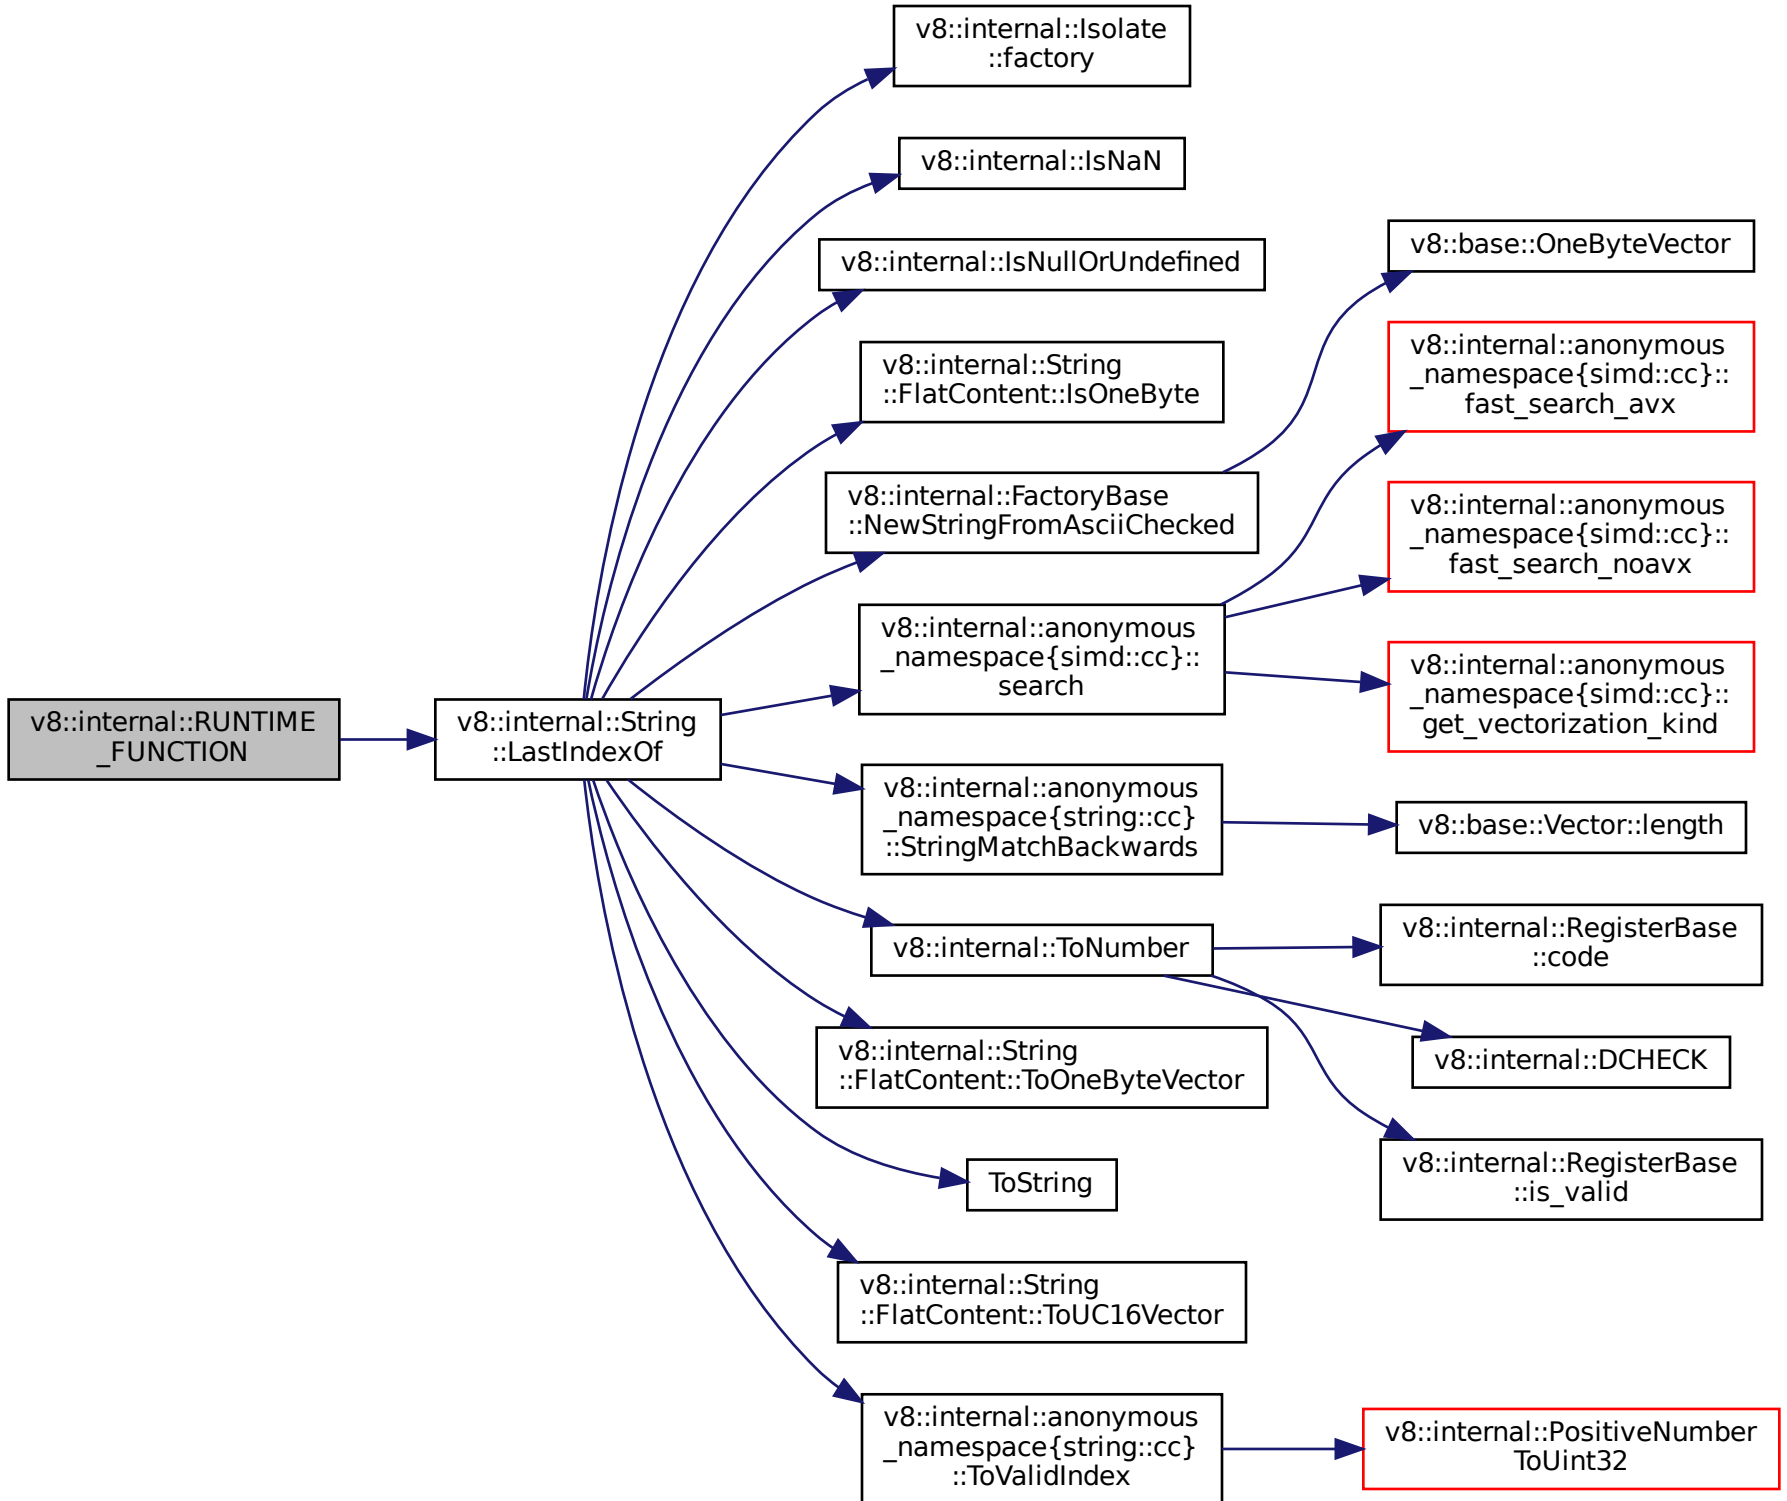 v8::internal::RUNTIME
_FUNCTION
v8::internal::String
::LastIndexOf
v8::internal::Isolate
::factory
v8::internal::IsNaN
v8::internal::IsNullOrUndefined
v8::internal::String
::FlatContent::IsOneByte
v8::internal::FactoryBase
::NewStringFromAsciiChecked
v8::internal::anonymous
_namespace{simd::cc}::
search
v8::internal::anonymous
_namespace{string::cc}
::StringMatchBackwards
v8::internal::ToNumber
v8::internal::String
::FlatContent::ToOneByteVector
ToString
v8::internal::String
::FlatContent::ToUC16Vector
v8::internal::anonymous
_namespace{string::cc}
::ToValidIndex
v8::base::OneByteVector
v8::internal::anonymous
_namespace{simd::cc}::
fast_search_avx
v8::internal::anonymous
_namespace{simd::cc}::
fast_search_noavx
v8::internal::anonymous
_namespace{simd::cc}::
get_vectorization_kind
v8::base::Vector::length
v8::internal::RegisterBase
::code
v8::internal::DCHECK
v8::internal::RegisterBase
::is_valid
v8::internal::PositiveNumber
ToUint32